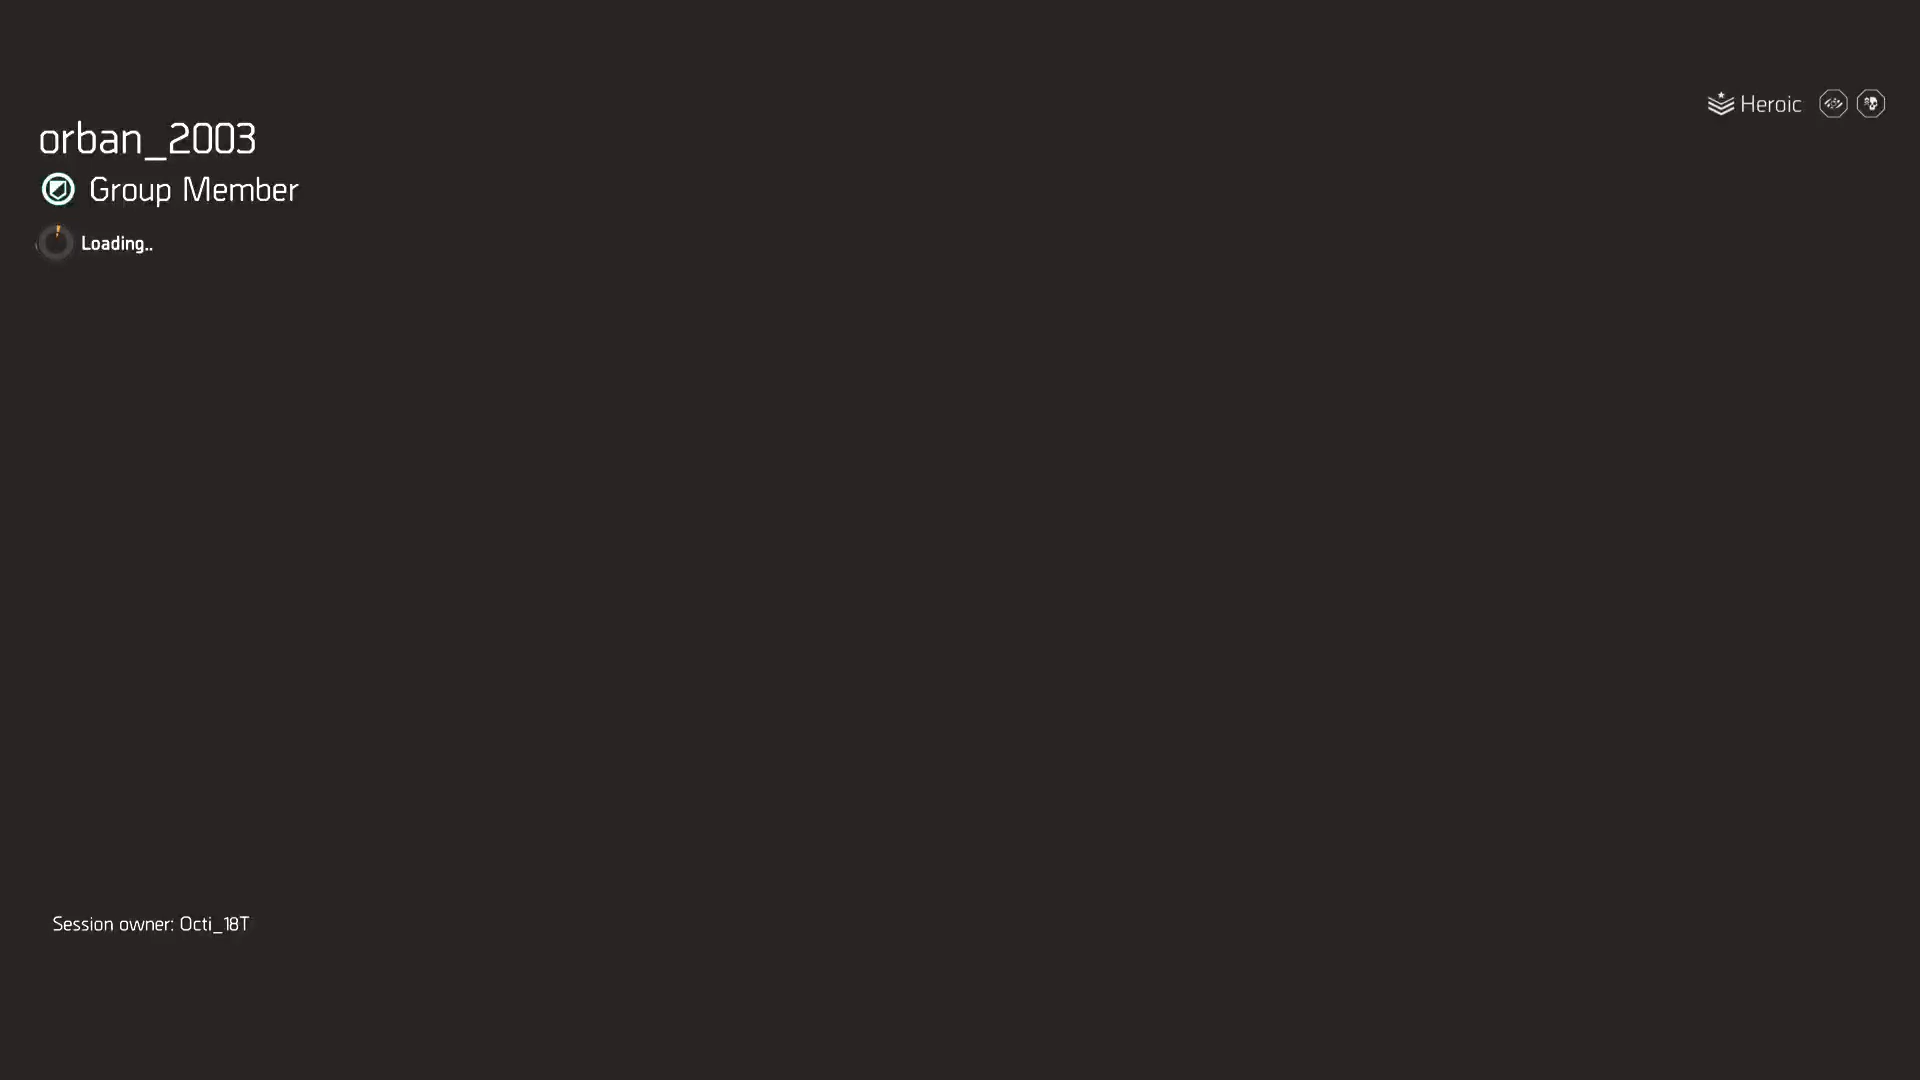 Heroic
orban_2003
Group Member
Loading..
Session owner: Octi_18T